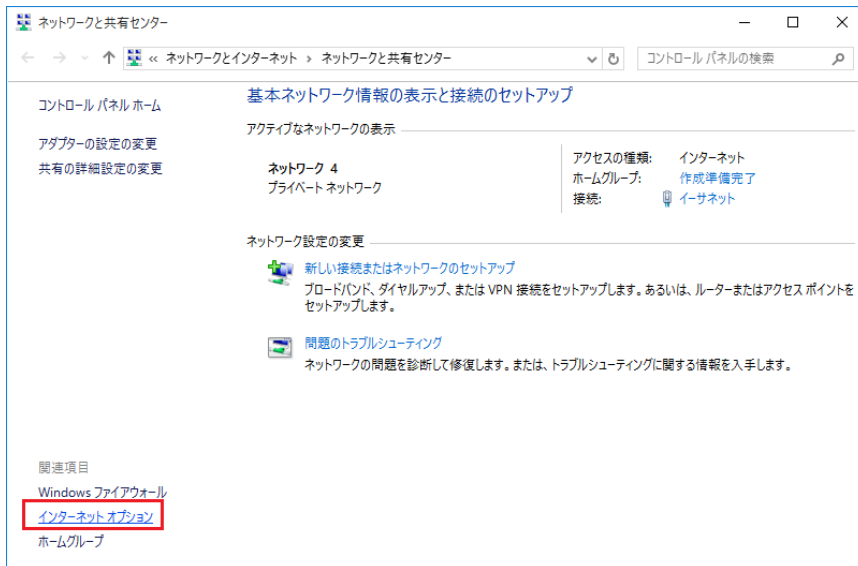 ネットワークと共有センター
« ネットワークとインターネット › ネットワークと共有センター
コントロール パネルの検索
コントロール パネル ホーム
アダプターの設定の変更
共有の詳細設定の変更
基本ネットワーク情報の表示と接続のセットアップ
アクティブなネットワークの表示
ネットワーク 4
プライベート ネットワーク
アクセスの種類: インターネット
ホームグループ: 作成準備完了
接続: イーサネット
ネットワーク設定の変更
新しい接続またはネットワークのセットアップ
ブロードバンド、ダイヤルアップ、または VPN 接続をセットアップします。あるいは、ルーターまたはアクセス ポイントを
セットアップします。
問題のトラブルシューティング
ネットワークの問題を診断して修復します。または、トラブルシューティングに関する情報を入手します。
関連項目
Windows ファイアウォール
インターネット オプション
ホームグループ